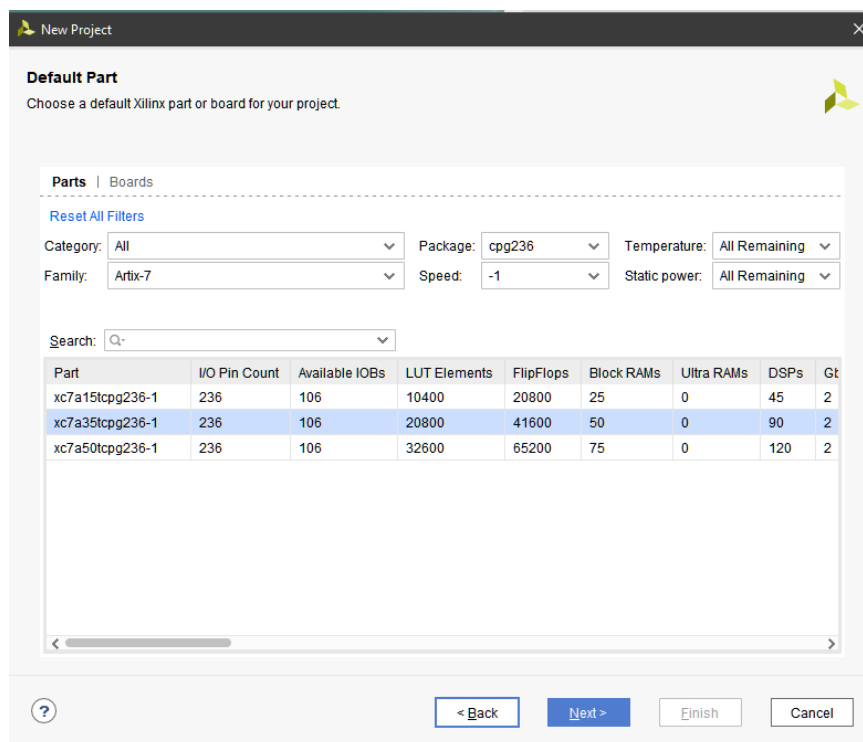 New Project
Default Part
Choose a default Xilinx part or board for your project.
Parts | Boards
Reset All Filters
Category: All Package: cpg236 Temperature: All Remaining
Family: Artix-7 Speed: -1 Static power: All Remaining
Search: Q-
Part I/O Pin Count Available IOBs LUT Elements FlipFlops Block RAMs Ultra RAMs DSPs Gt
xc7a15tcpg236-1 236 106 10400 20800 25 0 45 2
xc7a35tcpg236-1 236 106 20800 41600 50 0 90 2
xc7a50tcpg236-1 236 106 32600 65200 75 0 120 2
? < Back Next > Finish Cancel